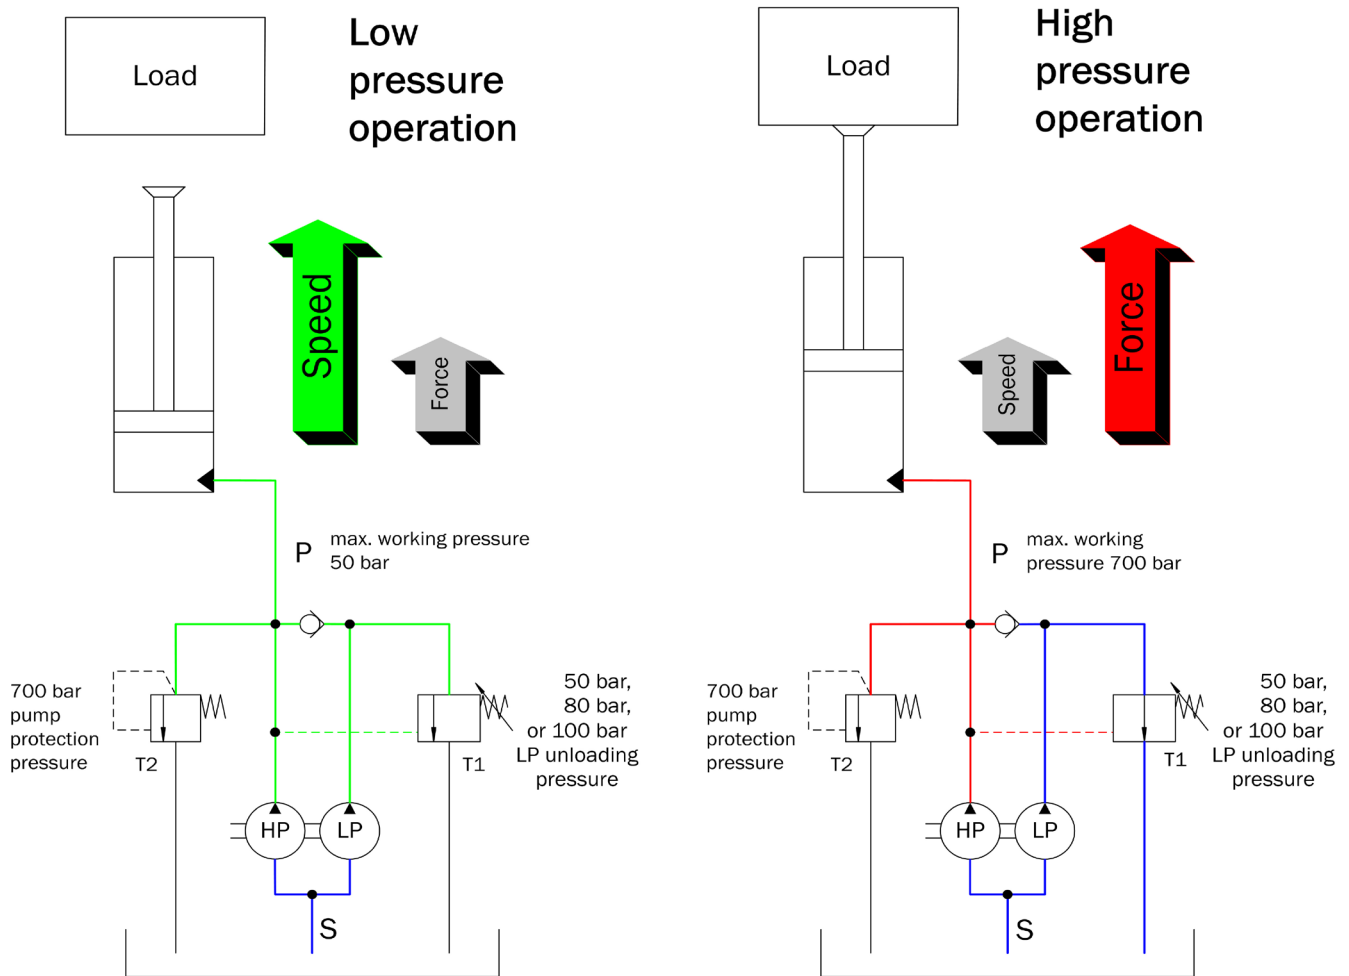 Load
Low
pressure
operation
Speed
Force
P
max. working pressure
50 bar
700 bar
pump
protection
pressure
T2
50 bar,
80 bar,
or 100 bar
LP unloading
pressure
T1
HP
LP
S
Load
High
pressure
operation
Speed
Force
P
max. working
pressure 700 bar
700 bar
pump
protection
pressure
T2
50 bar,
80 bar,
or 100 bar
LP unloading
pressure
T1
HP
LP
S